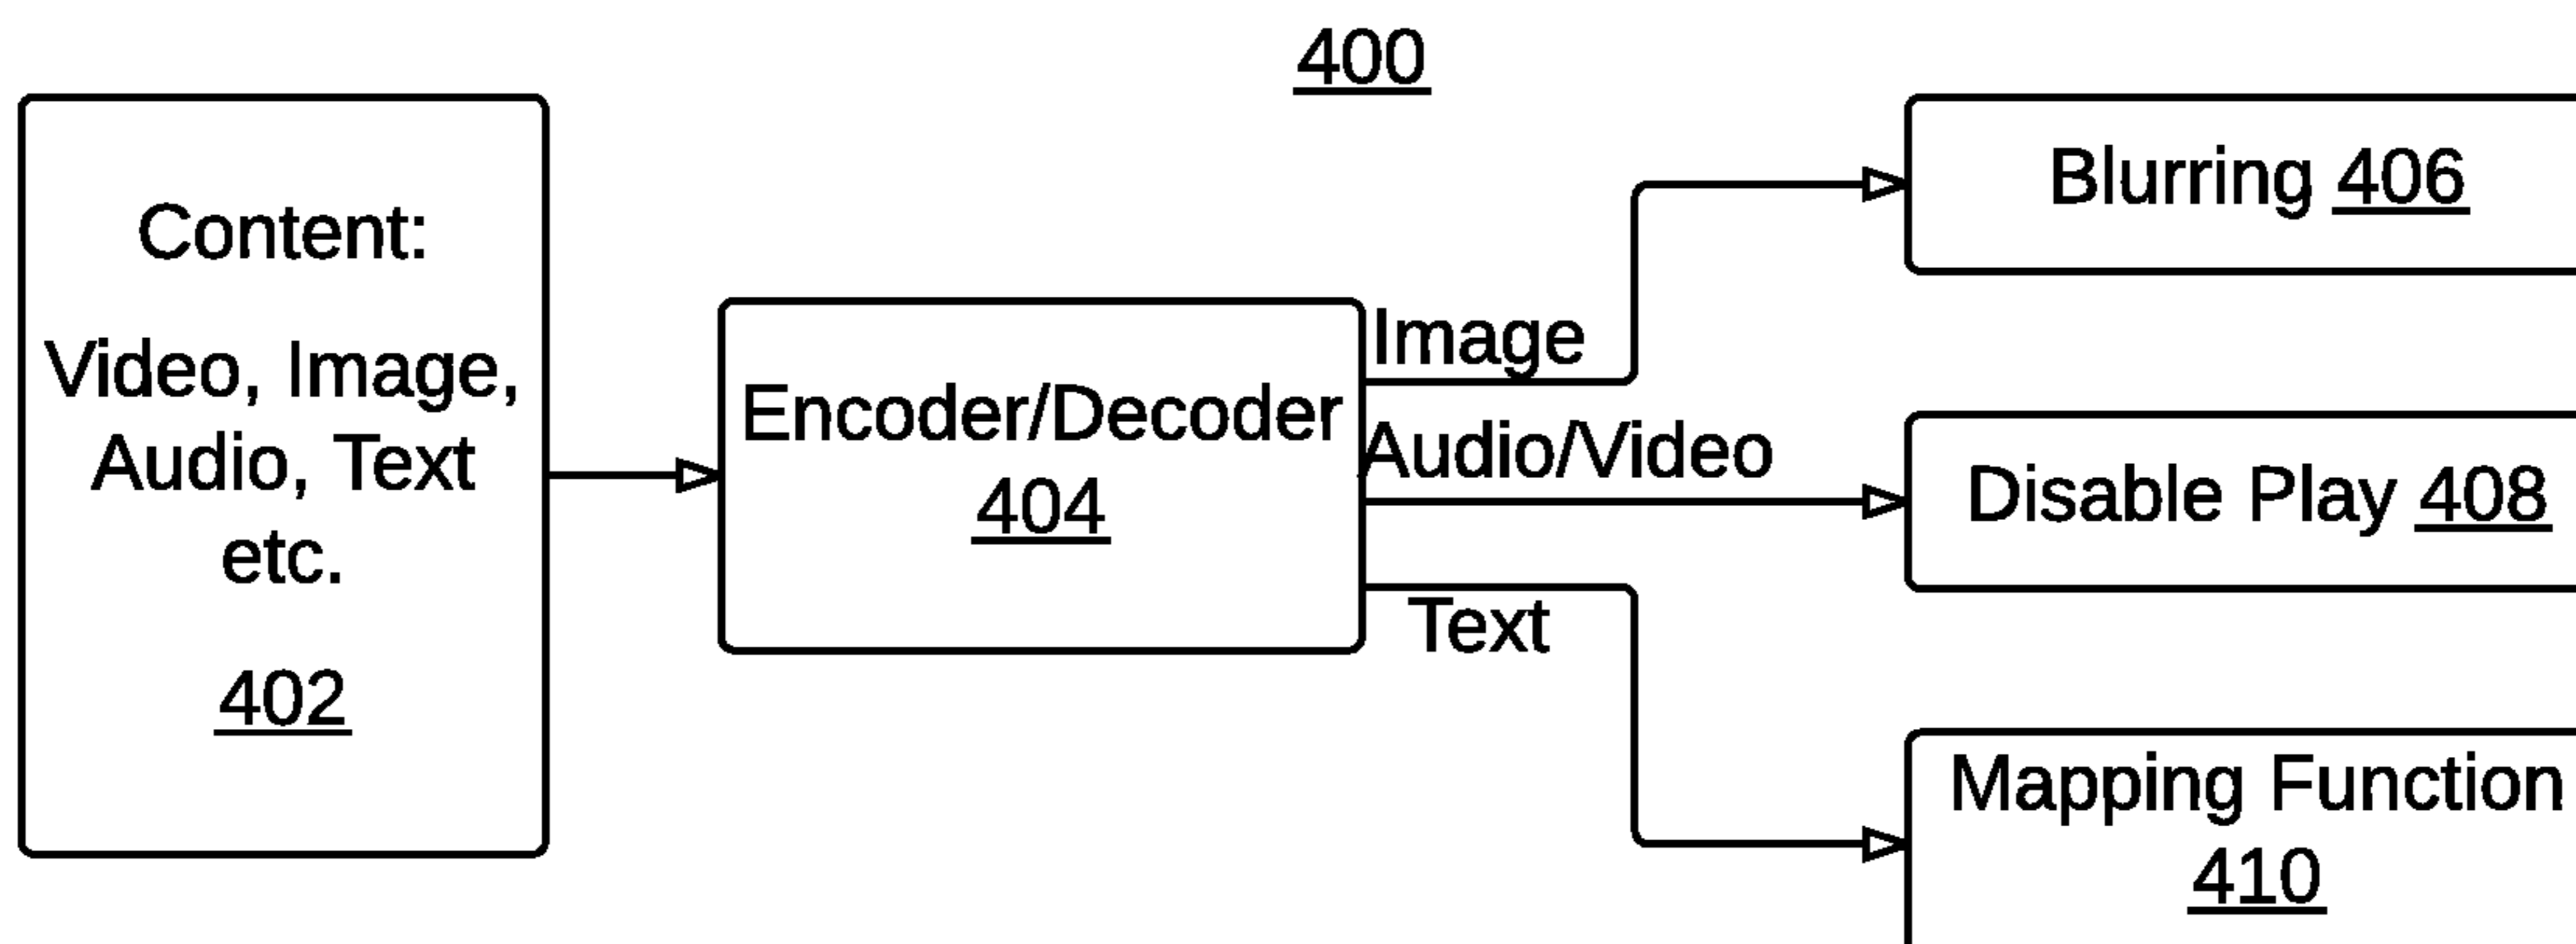 400
Content:
Video, Image,
Audio, Text
etc.
402
Encoder/Decoder
404
Image
Audio/Video
Text
Blurring 406
Disable Play 408
Mapping Function
410